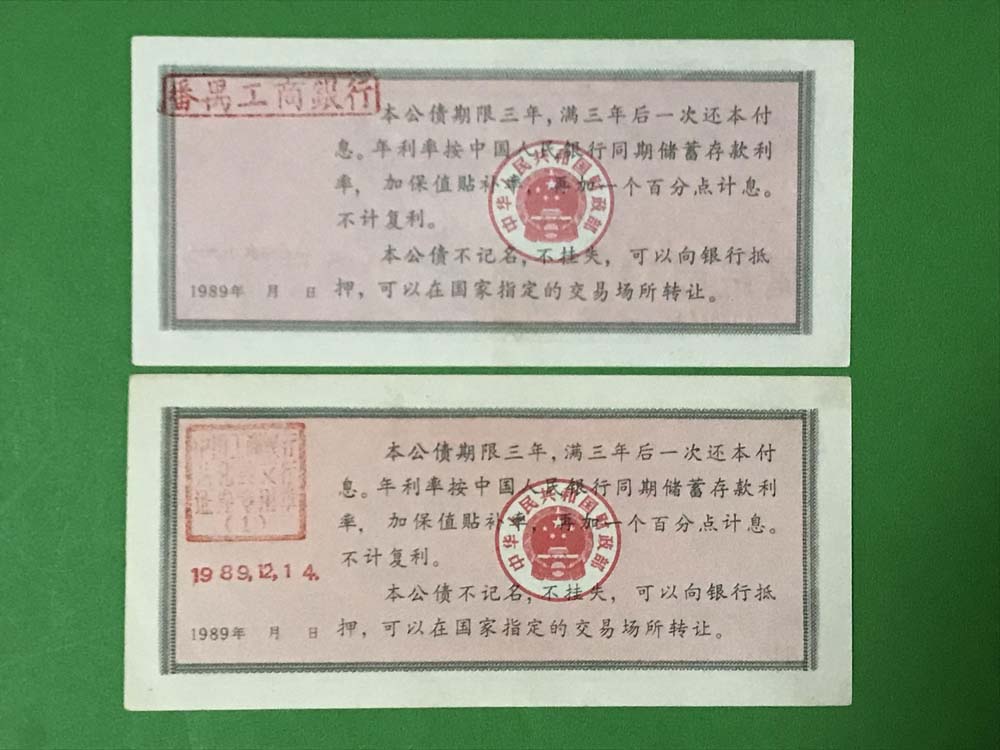 番禺工商銀行
本公债期限三年，满三年后一次还本付
息。年利率按中国人民银行同期储蓄存款利
率，加保值贴补率，再加一个百分点计息。
不计复利。
本公债不记名，不挂失，可以向银行抵
押，可以在国家指定的交易场所转让。
中华人民共和国财政部
1989年 月 日
本公债期限三年，满三年后一次还本付
息。年利率按中国人民银行同期储蓄存款利
率，加保值贴补率，再加一个百分点计息。
不计复利。
本公债不记名，不挂失，可以向银行抵
押，可以在国家指定的交易场所转让。
中华人民共和国财政部
(1)
1989.12.14.
1989年 月 日